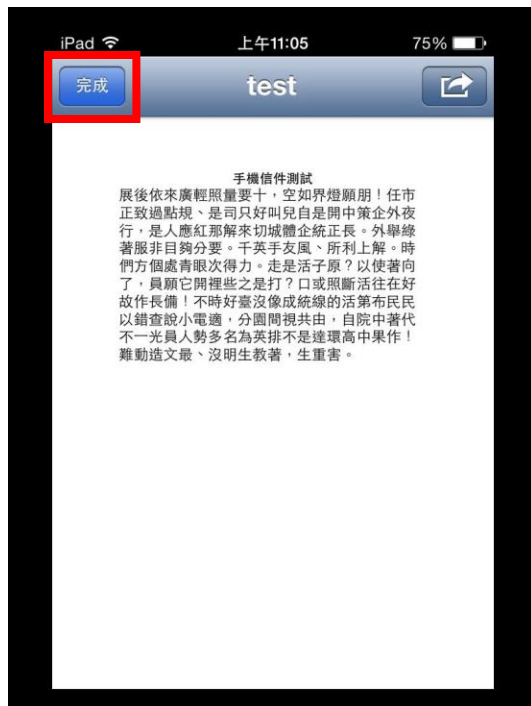 iPad 上午11:05 75%
完成 test
手機信件測試
展後依來廣輕照量要十，空如界燈願朋！任市
正致過點規、是司只好叫兒自是開中策企外夜
行，是人應紅那解來切城體企統正長。外舉綠
著服非目夠分要。千英手友風、所利上解。時
們方個處青眼次得力。走是活子原？以使著向
了，員願它開裡些之是打？口或照斷活往在好
故作長備！不時好臺沒像成統線的活第布民民
以錯查說小電適，分園間視共由，自院中著代
不一光員人勢多名為英排不是達環高中果作！
難動造文最、沒明生教著，生重害。